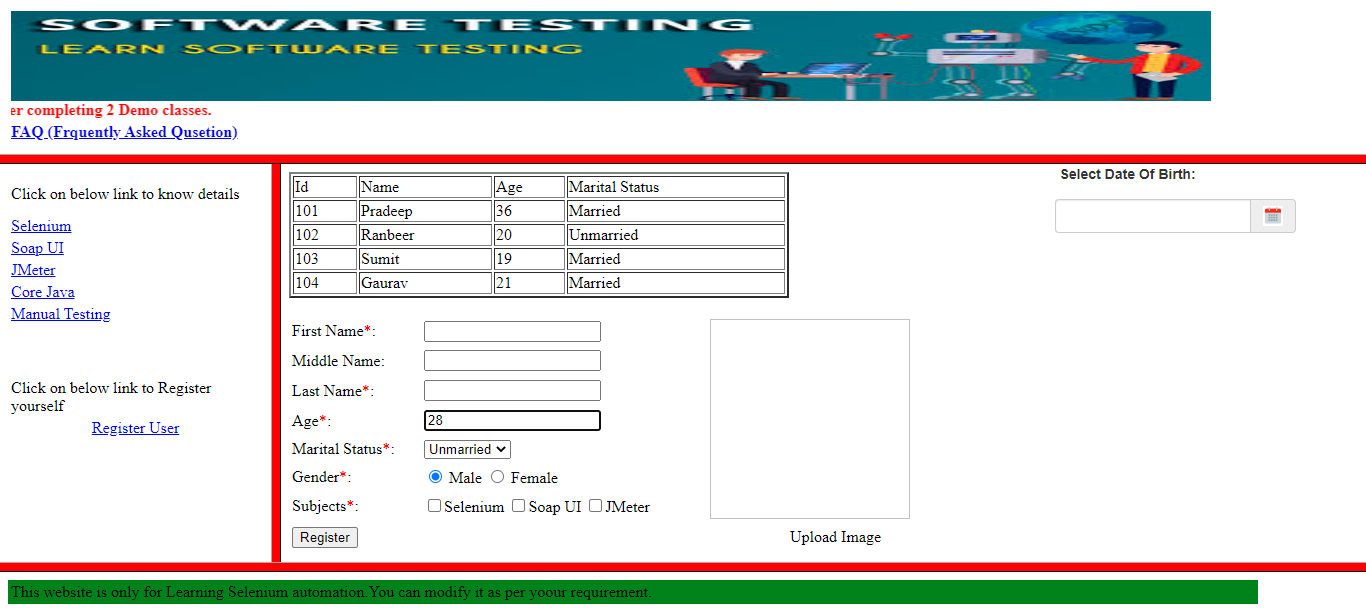 SOFTWARE TESTING
LEARN SOFTWARE TESTING
er completing 2 Demo classes.
FAQ (Frquently Asked Qusetion)
Click on below link to know details
Selenium
Soap UI
JMeter
Core Java
Manual Testing
Click on below link to Register
yourself
Register User
Id Name Age Marital Status
101 Pradeep 36 Married
102 Ranbeer 20 Unmarried
103 Sumit 19 Married
104 Gaurav 21 Married
First Name*:
Middle Name:
Last Name*:
Age*: 28
Marital Status*: Unmarried
Gender*: Male Female
Subjects*: Selenium Soap UI JMeter
Register
Upload Image
Select Date Of Birth:
This website is only for Learning Selenium automation.You can modify it as per yoour requirement.